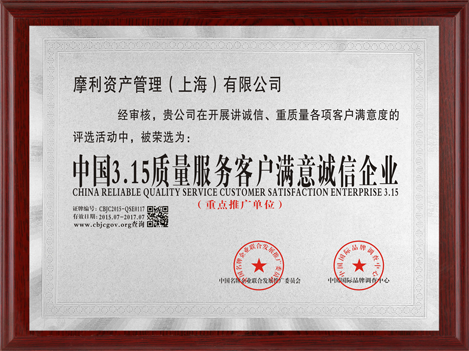 摩利资产管理（上海）有限公司
经审核，贵公司在开展讲诚信、重质量各项客户满意度的
评选活动中，被荣选为：
中国3.15质量服务客户满意诚信企业
CHINA RELIABLE QUALITY SERVICE CUSTOMER SATISFACTION ENTERPRISE 3.15
（重点推广单位）
证牌编号：CBJC2015-QSE0117
有效日期：2015.07-2017.07
www.cbjcgov.org查询
中国名牌企业联合发展推广委员会
中国国际品牌调查中心